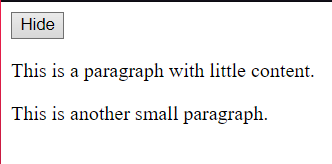 Hide
This is a paragraph with little content.
This is another small paragraph.